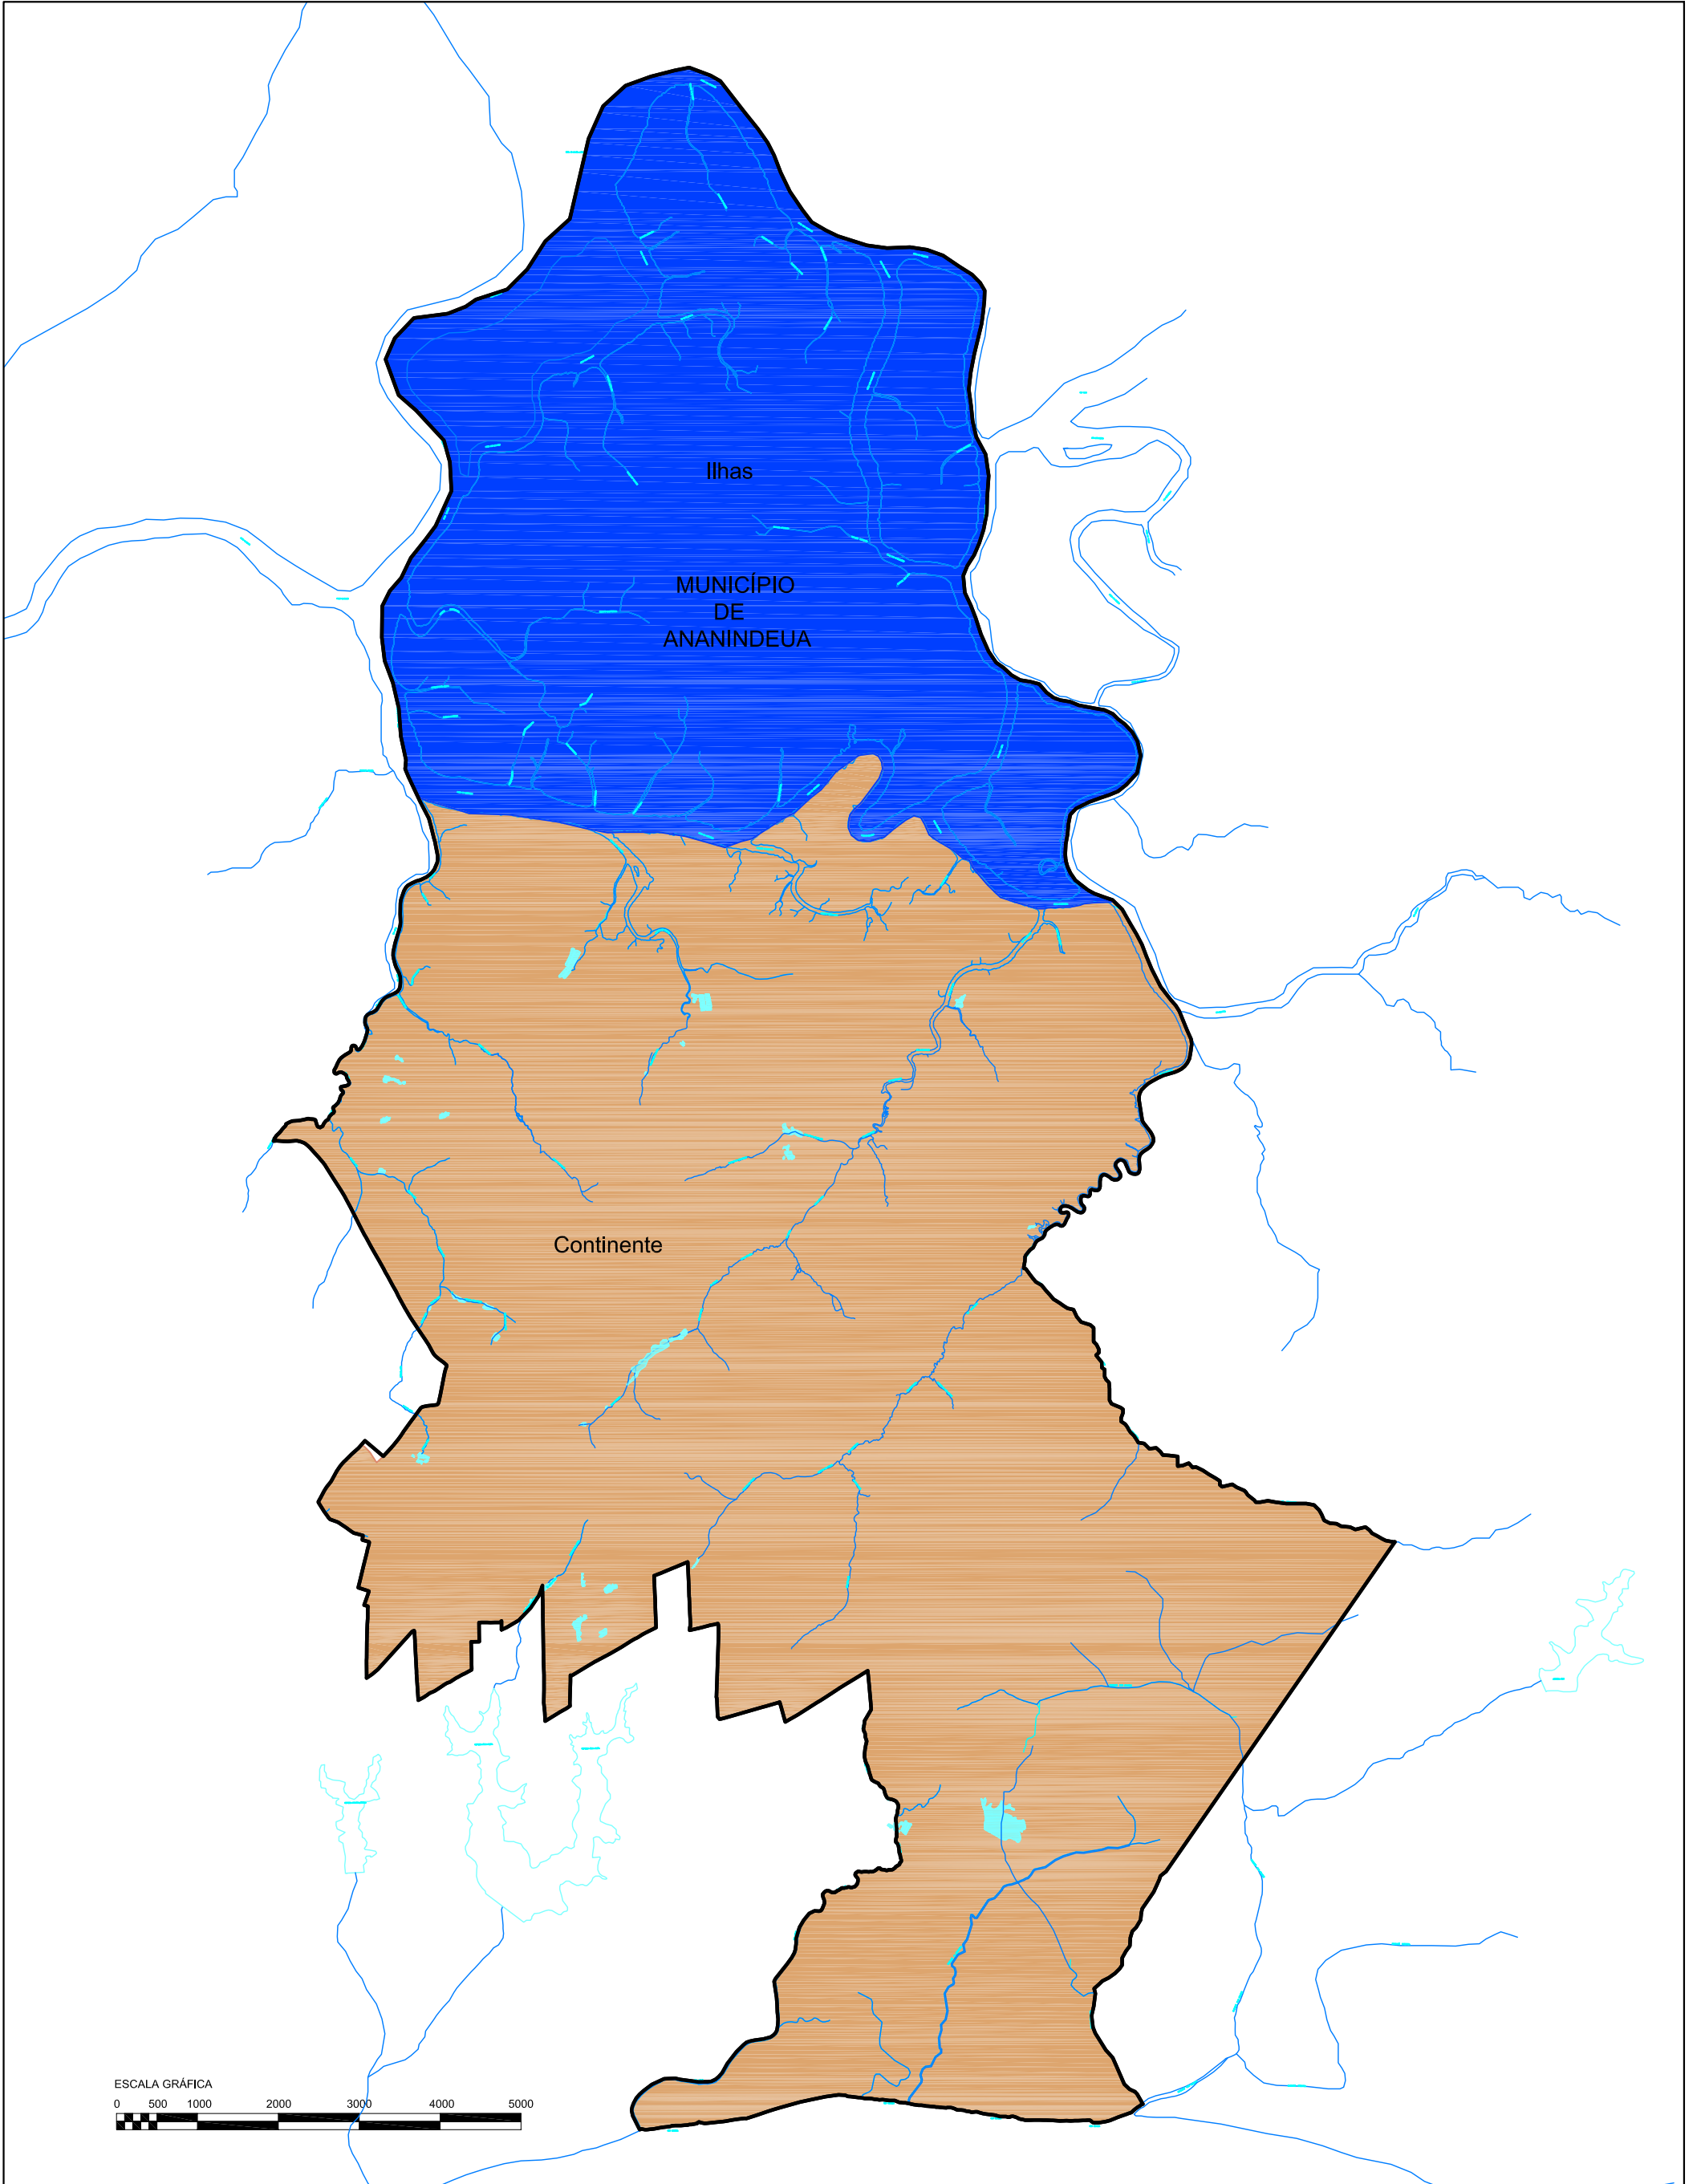 Ilhas
MUNICÍPIO
DE
ANANINDEUA
Continente
ESCALA GRÁFICA
0 500 1000 2000 3000 4000 5000